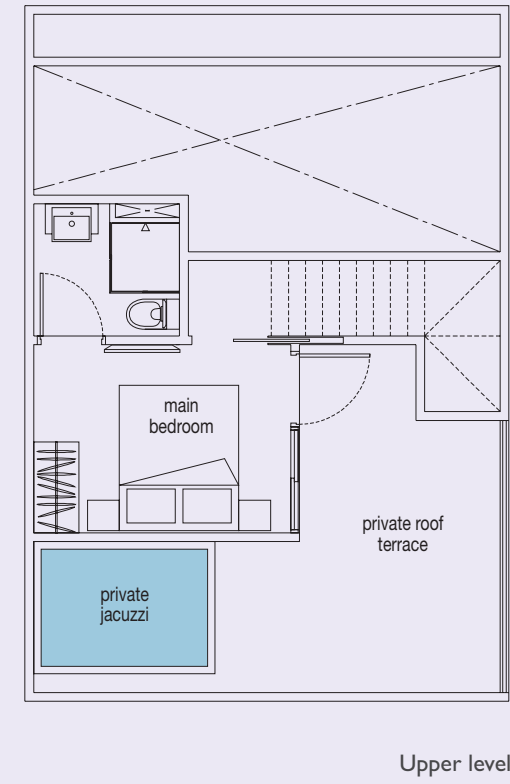 main
bedroom
private roof
terrace
private
jacuzzi
Upper level